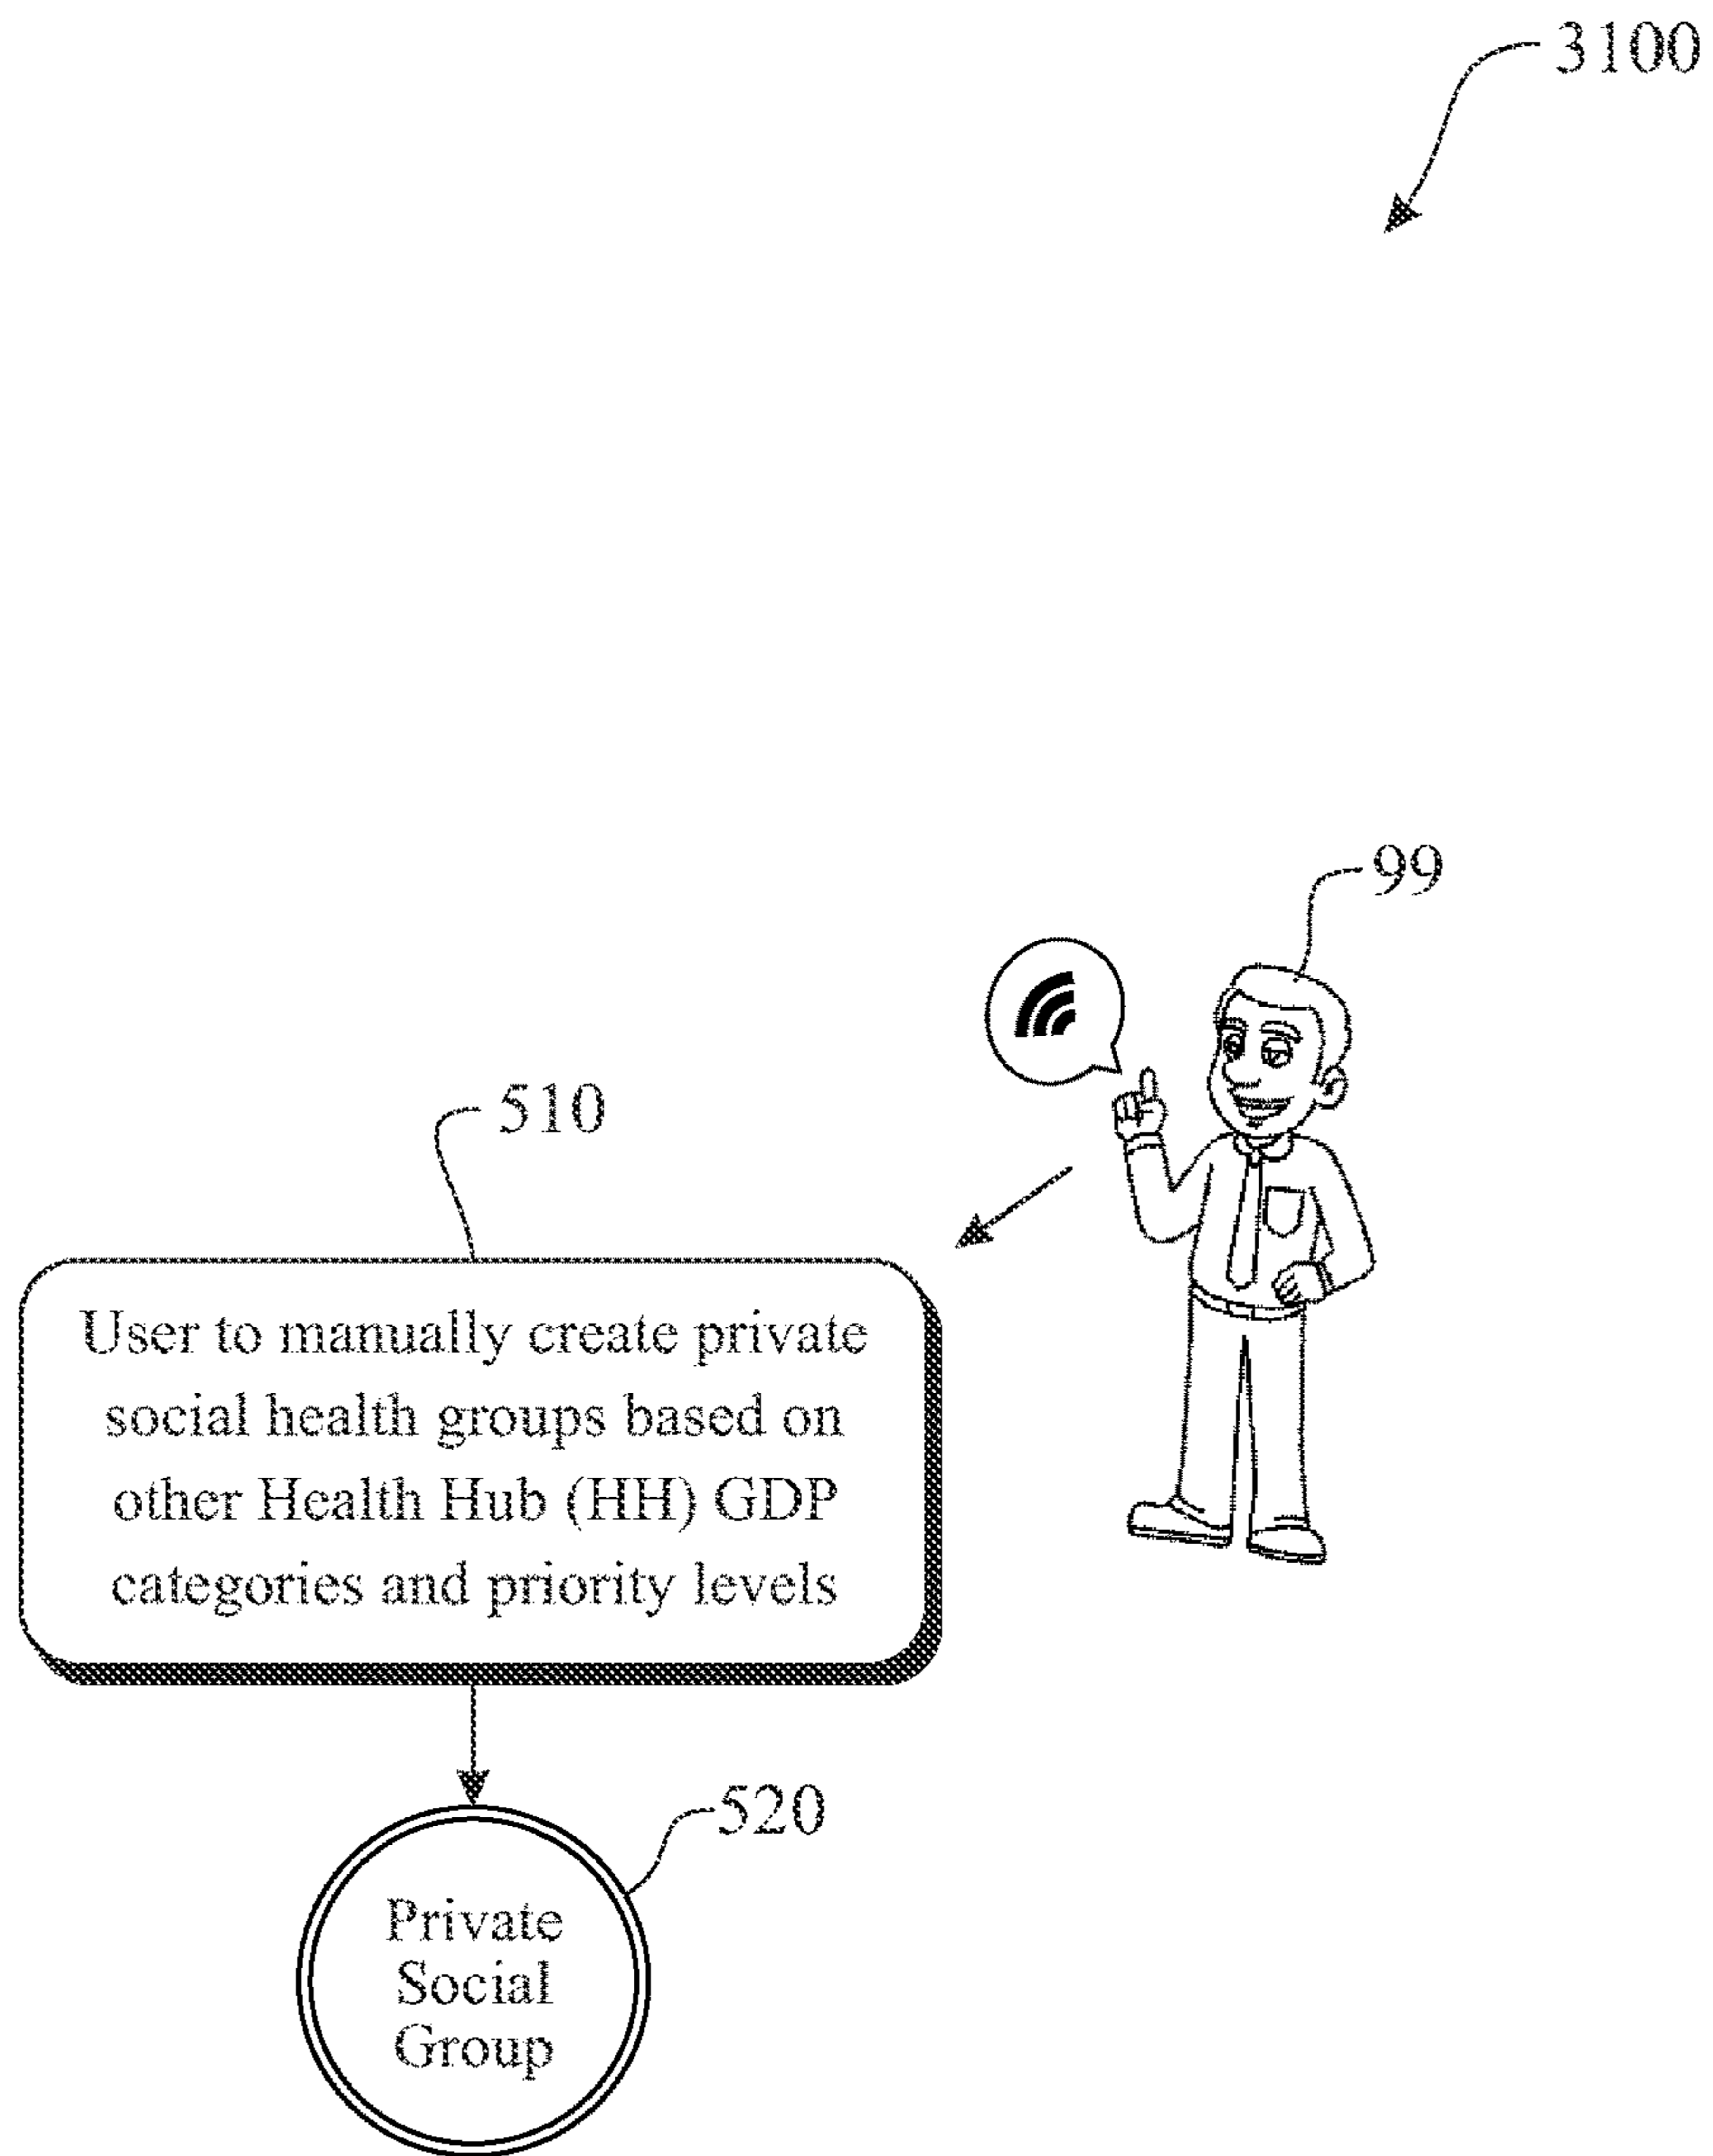 3100
99
510
User to manually create private
social health groups based on
other Health Hub (HH) GDP
categories and priority levels
520
Private
Social
Group